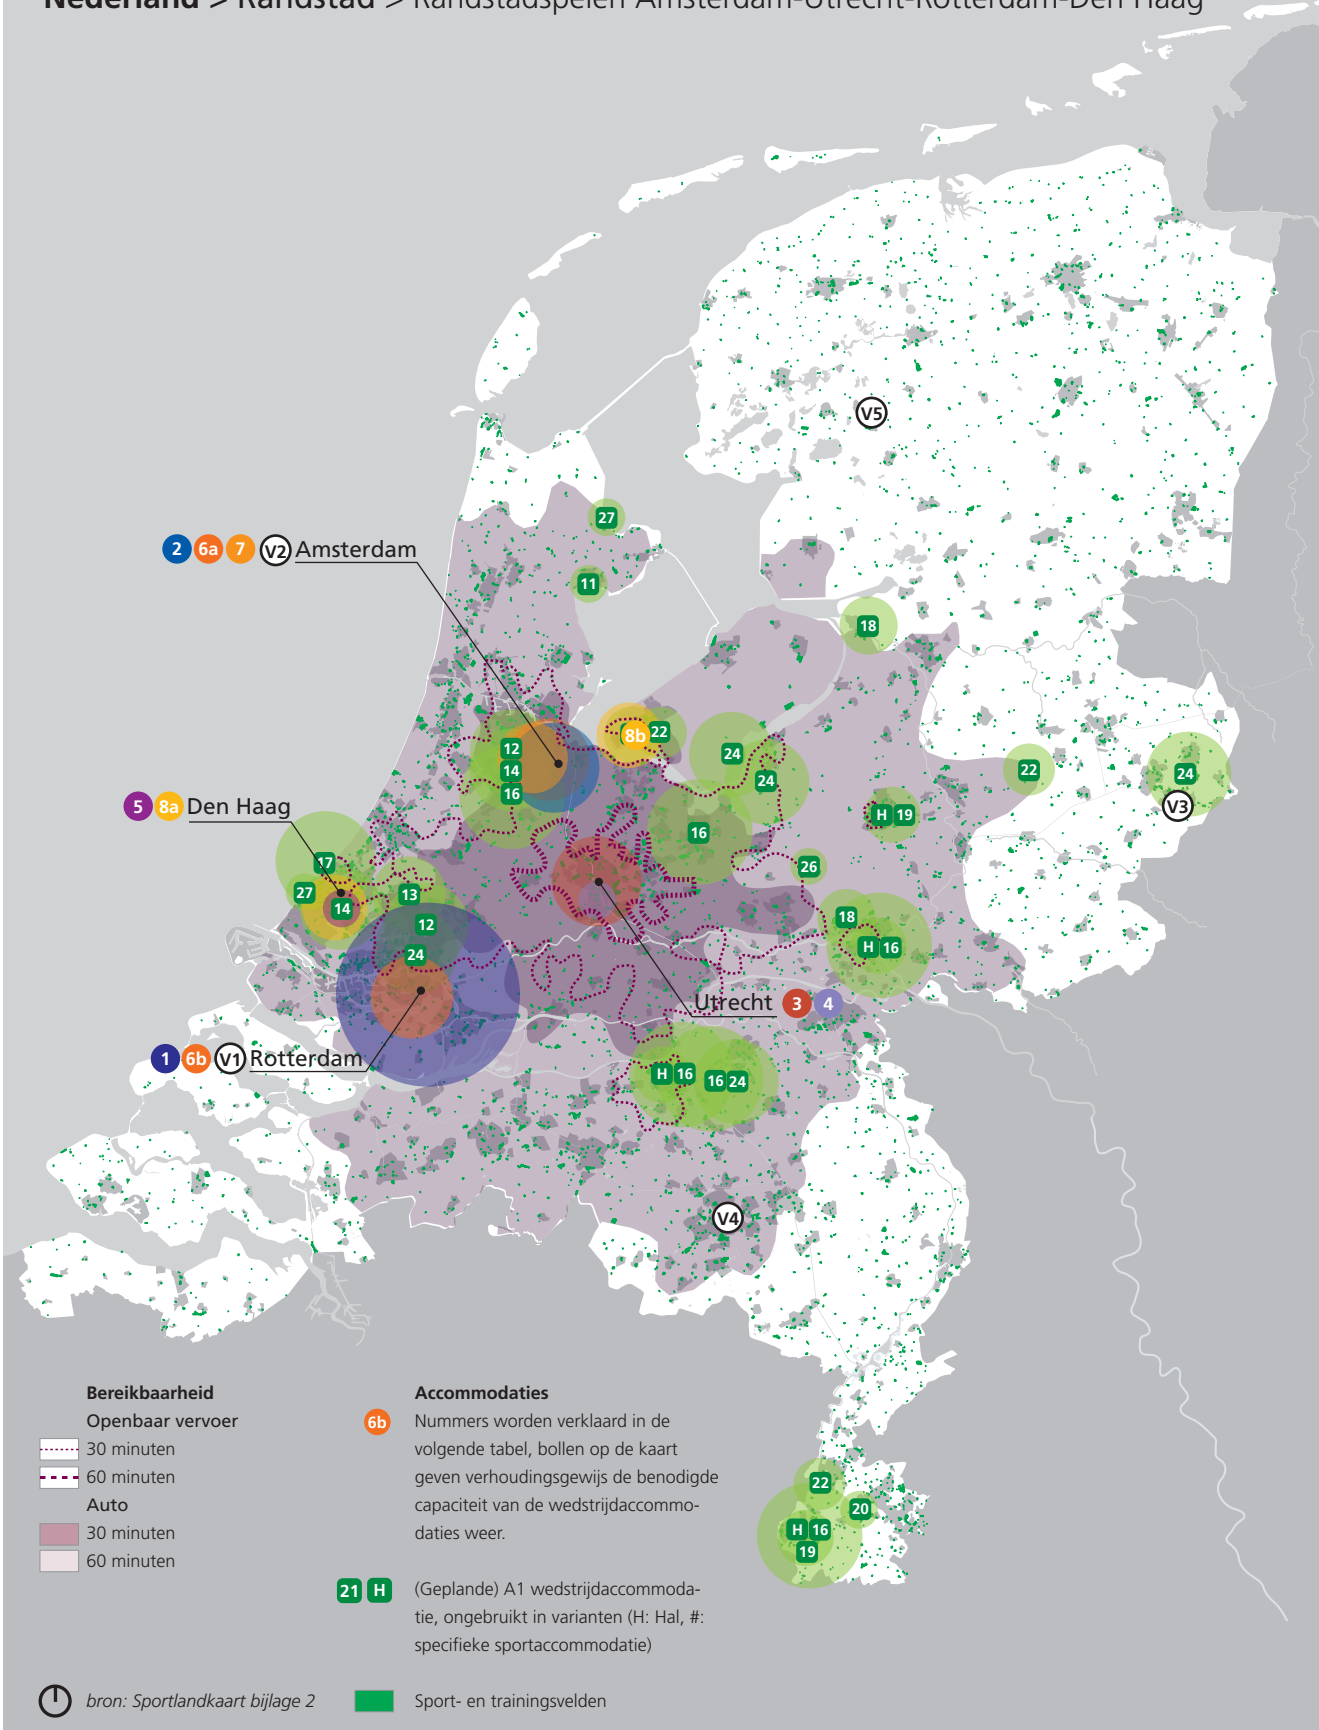 Nederland > Randstad > Randstadspelen Amsterdam-Utrecht-Rotterdam-Den Haag
V5
27
2 6a 7 V2 Amsterdam
11
18
8b 22
12
24
14
24
22
24
16
V3
5 8a Den Haag
H 19
16
17
26
27
13
14
12
18
24
H 16
Utrecht 3 4
1 6b V1 Rotterdam
H 16
16 24
V4
22
20
H 16
19
Bereikbaarheid
Openbaar vervoer
30 minuten
60 minuten
Auto
30 minuten
60 minuten
Accommodaties
6b Nummers worden verklaard in de
volgende tabel, bollen op de kaart
geven verhoudingsgewijs de benodigde
capaciteit van de wedstrijdaccommo-
daties weer.
21 H (Geplande) A1 wedstrijdaccommoda-
tie, ongebruikt in varianten (H: Hal, #:
specifieke sportaccommodatie)
bron: Sportlandkaart bijlage 2
Sport- en trainingsvelden